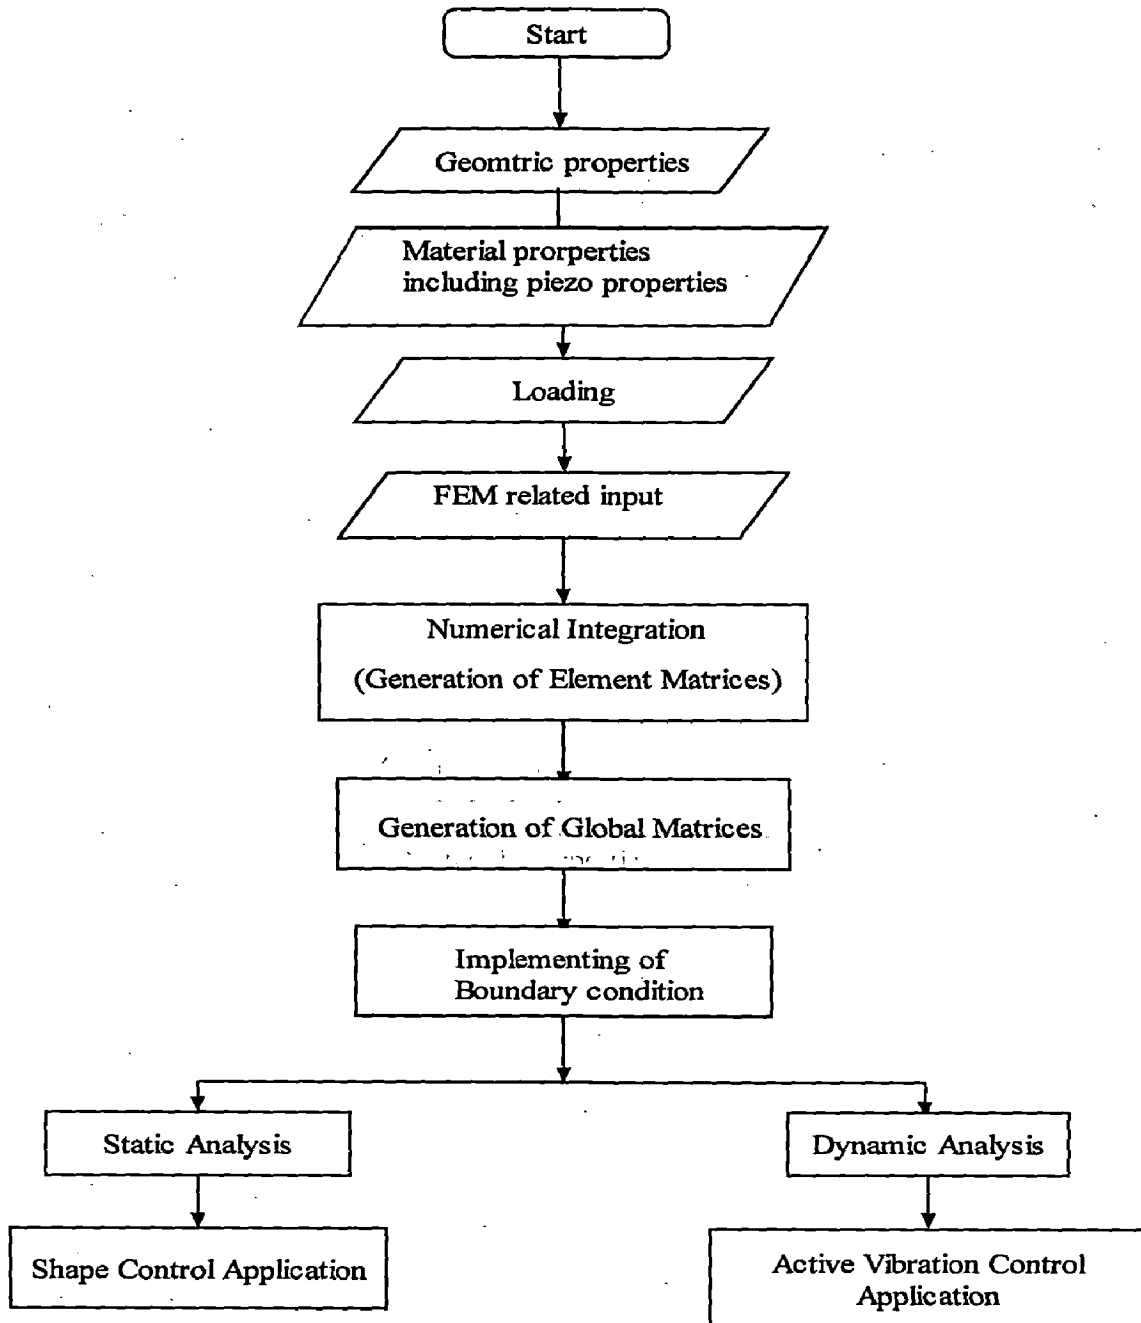 Start
Geomtric properties
Material prorperties
including piezo properties
Loading
FEM related input
Numerical Integration
(Generation of Element Matrices)
Generation of Global Matrices
Implementing of
Boundary condition
Static Analysis
Dynamic Analysis
Shape Control Application
Active Vibration Control
Application